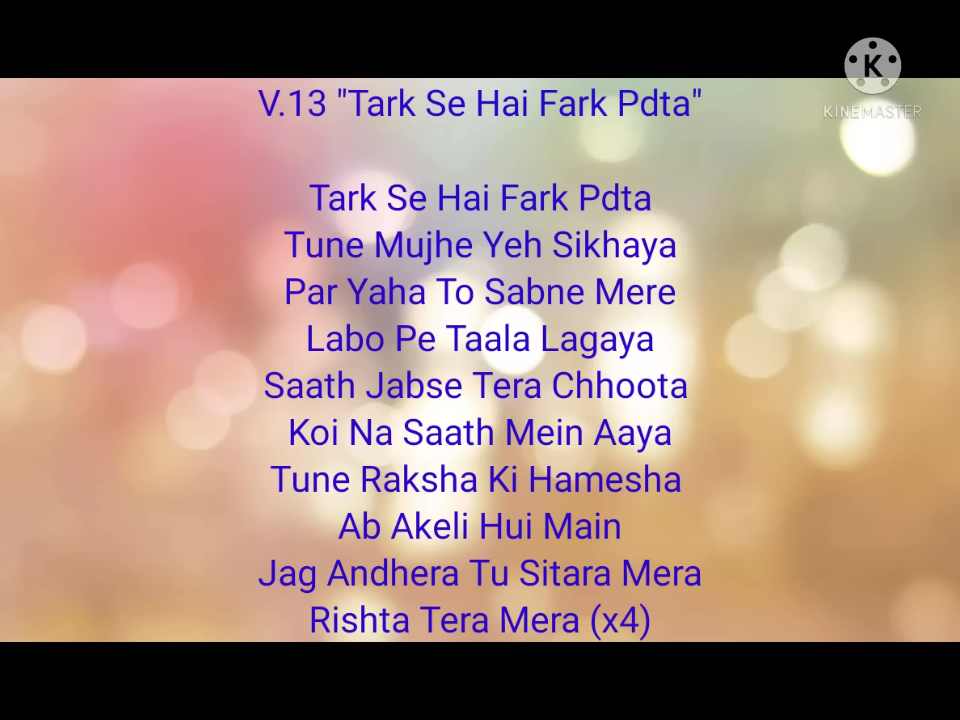 V.13 "Tark Se Hai Fark Pdta"
K
KINEMASTER
Tark Se Hai Fark Pdta
Tune Mujhe Yeh Sikhaya
Par Yaha To Sabne Mere
Labo Pe Taala Lagaya
Saath Jabse Tera Chhoota
Koi Na Saath Mein Aaya
Tune Raksha Ki Hamesha
Ab Akeli Hui Main
Jag Andhera Tu Sitara Mera
Rishta Tera Mera (x4)